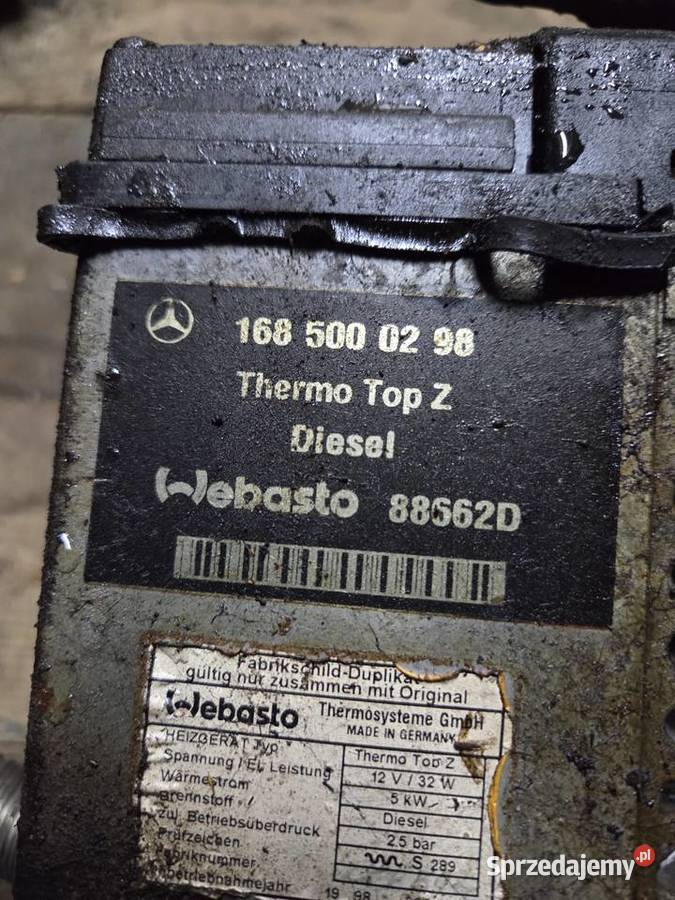 168 500 02 98
Thermo Top Z
Diesel
Webasto 88662D
Fabrikschild-Duplikat
gültig nur zusammen mit Original
Webasto Thermosysteme GmbH
MADE IN GERMANY
HEIZGERÄT Typ Thermo Top Z
Spannung / El. Leistung 12 V / 32 W
Wärmestrom 5 kW
Brennstoff Diesel
zul. Betriebsüberdruck 2.5 bar
Prüfzeichen S 289
Fabriknummer
betriebnahmejahr 19 98
Sprzedajemy.pl